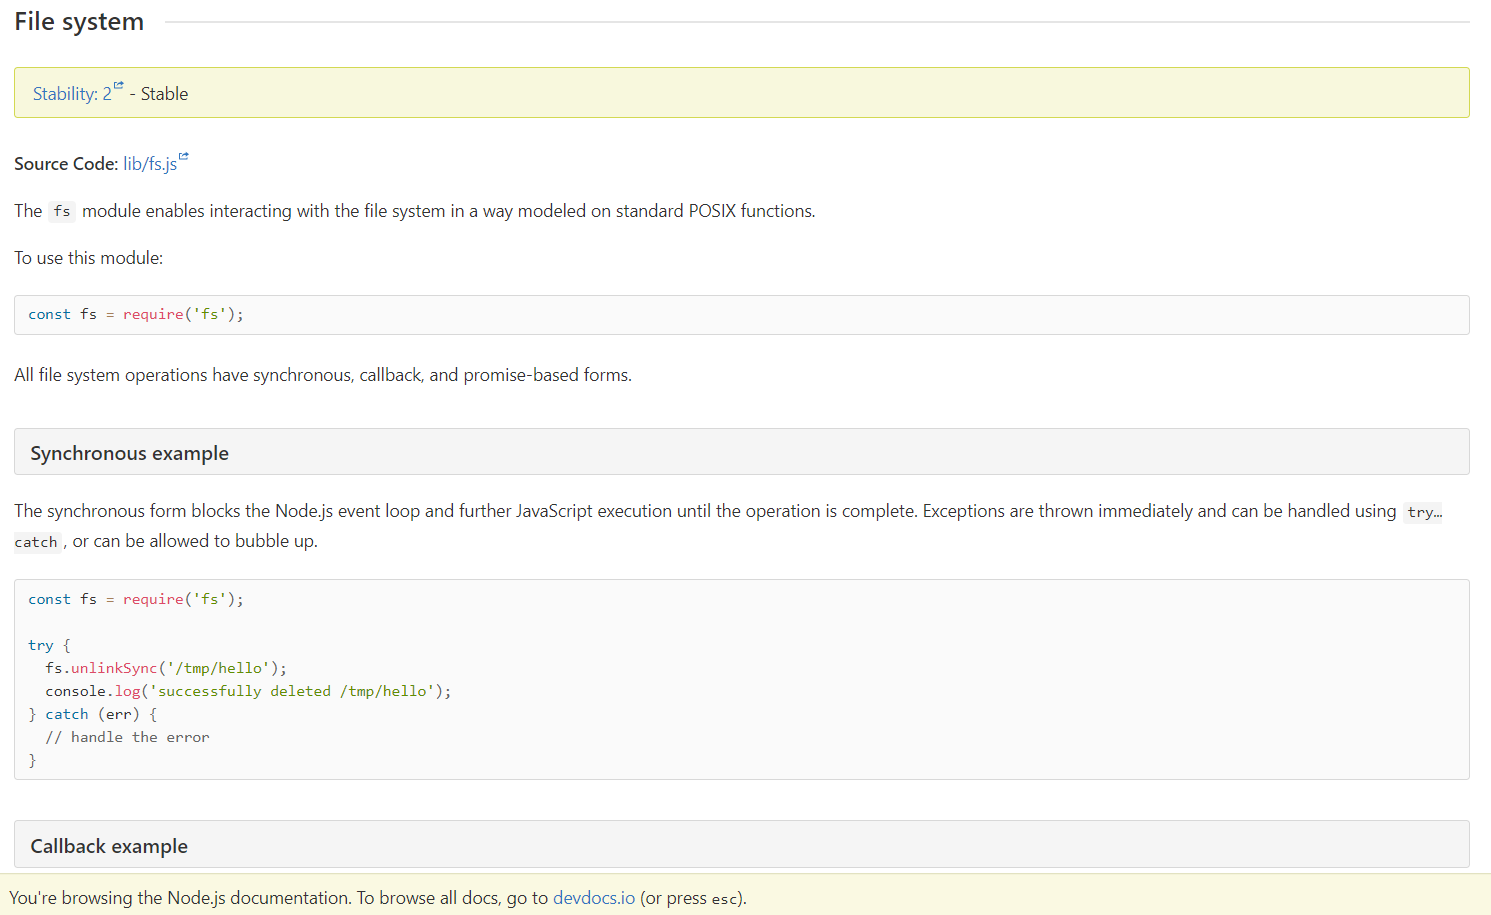 File system
Stability: 2 - Stable
Source Code: lib/fs.js
The fs module enables interacting with the file system in a way modeled on standard POSIX functions.
To use this module:
const fs = require('fs');
All file system operations have synchronous, callback, and promise-based forms.
Synchronous example
The synchronous form blocks the Node.js event loop and further JavaScript execution until the operation is complete. Exceptions are thrown immediately and can be handled using try…
catch, or can be allowed to bubble up.
const fs = require('fs');
try {
  fs.unlinkSync('/tmp/hello');
  console.log('successfully deleted /tmp/hello');
} catch (err) {
  // handle the error
}
Callback example
You're browsing the Node.js documentation. To browse all docs, go to devdocs.io (or press esc).